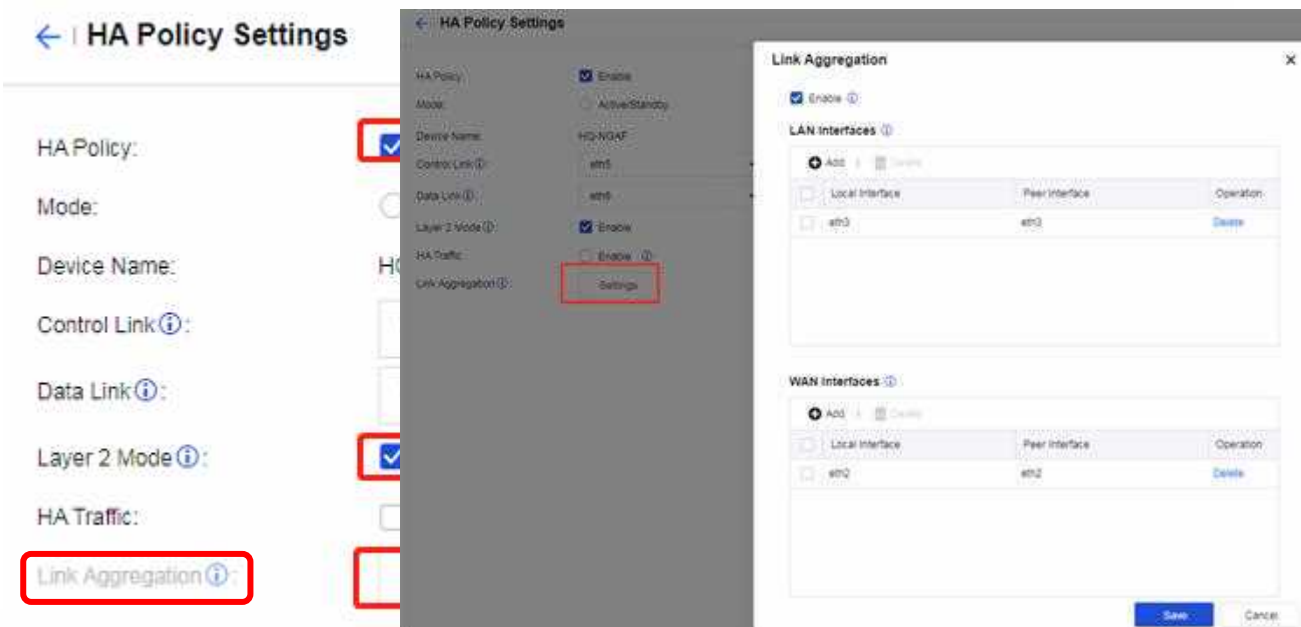 HA Policy Settings
HA Policy:
Mode:
Device Name: HQ
Control Link
Data Link
Layer 2 Mode
HA Traffic:
Link Aggregation
HA Policy Settings
HA Policy: Enable
Mode: Active/Standby
Device Name: HQ-NGAF
Control Link eth5
Data Link eth6
Layer 2 Mode Enable
HA Traffic: Enable
Link Aggregation Settings
Link Aggregation ×
Enable
LAN Interfaces
Add Delete
Local Interface Peer Interface Operation
eth3 eth3 Delete
WAN Interfaces
Add Delete
Local Interface Peer Interface Operation
eth2 eth2 Delete
Save Cancel